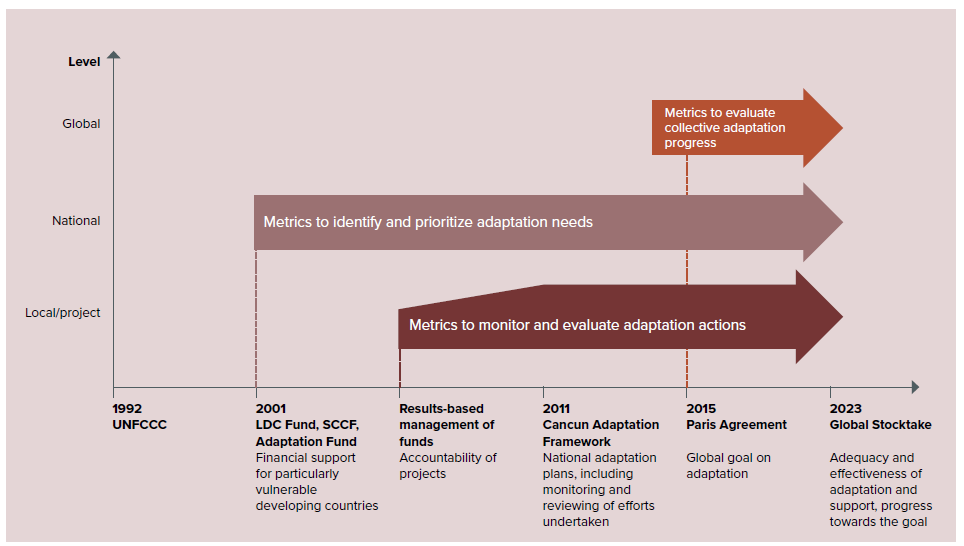 Level
Global
Metrics to evaluate
collective adaptation
progress
National
Metrics to identify and prioritize adaptation needs
Local/project
Metrics to monitor and evaluate adaptation actions
1992
UNFCCC
2001
LDC Fund, SCCF,
Adaptation Fund
Financial support
for particularly
vulnerable
developing countries
Results-based
management of
funds
Accountability of
projects
2011
Cancun Adaptation
Framework
National adaptation
plans, including
monitoring and
reviewing of efforts
undertaken
2015
Paris Agreement
Global goal on
adaptation
2023
Global Stocktake
Adequacy and
effectiveness of
adaptation and
support, progress
towards the goal